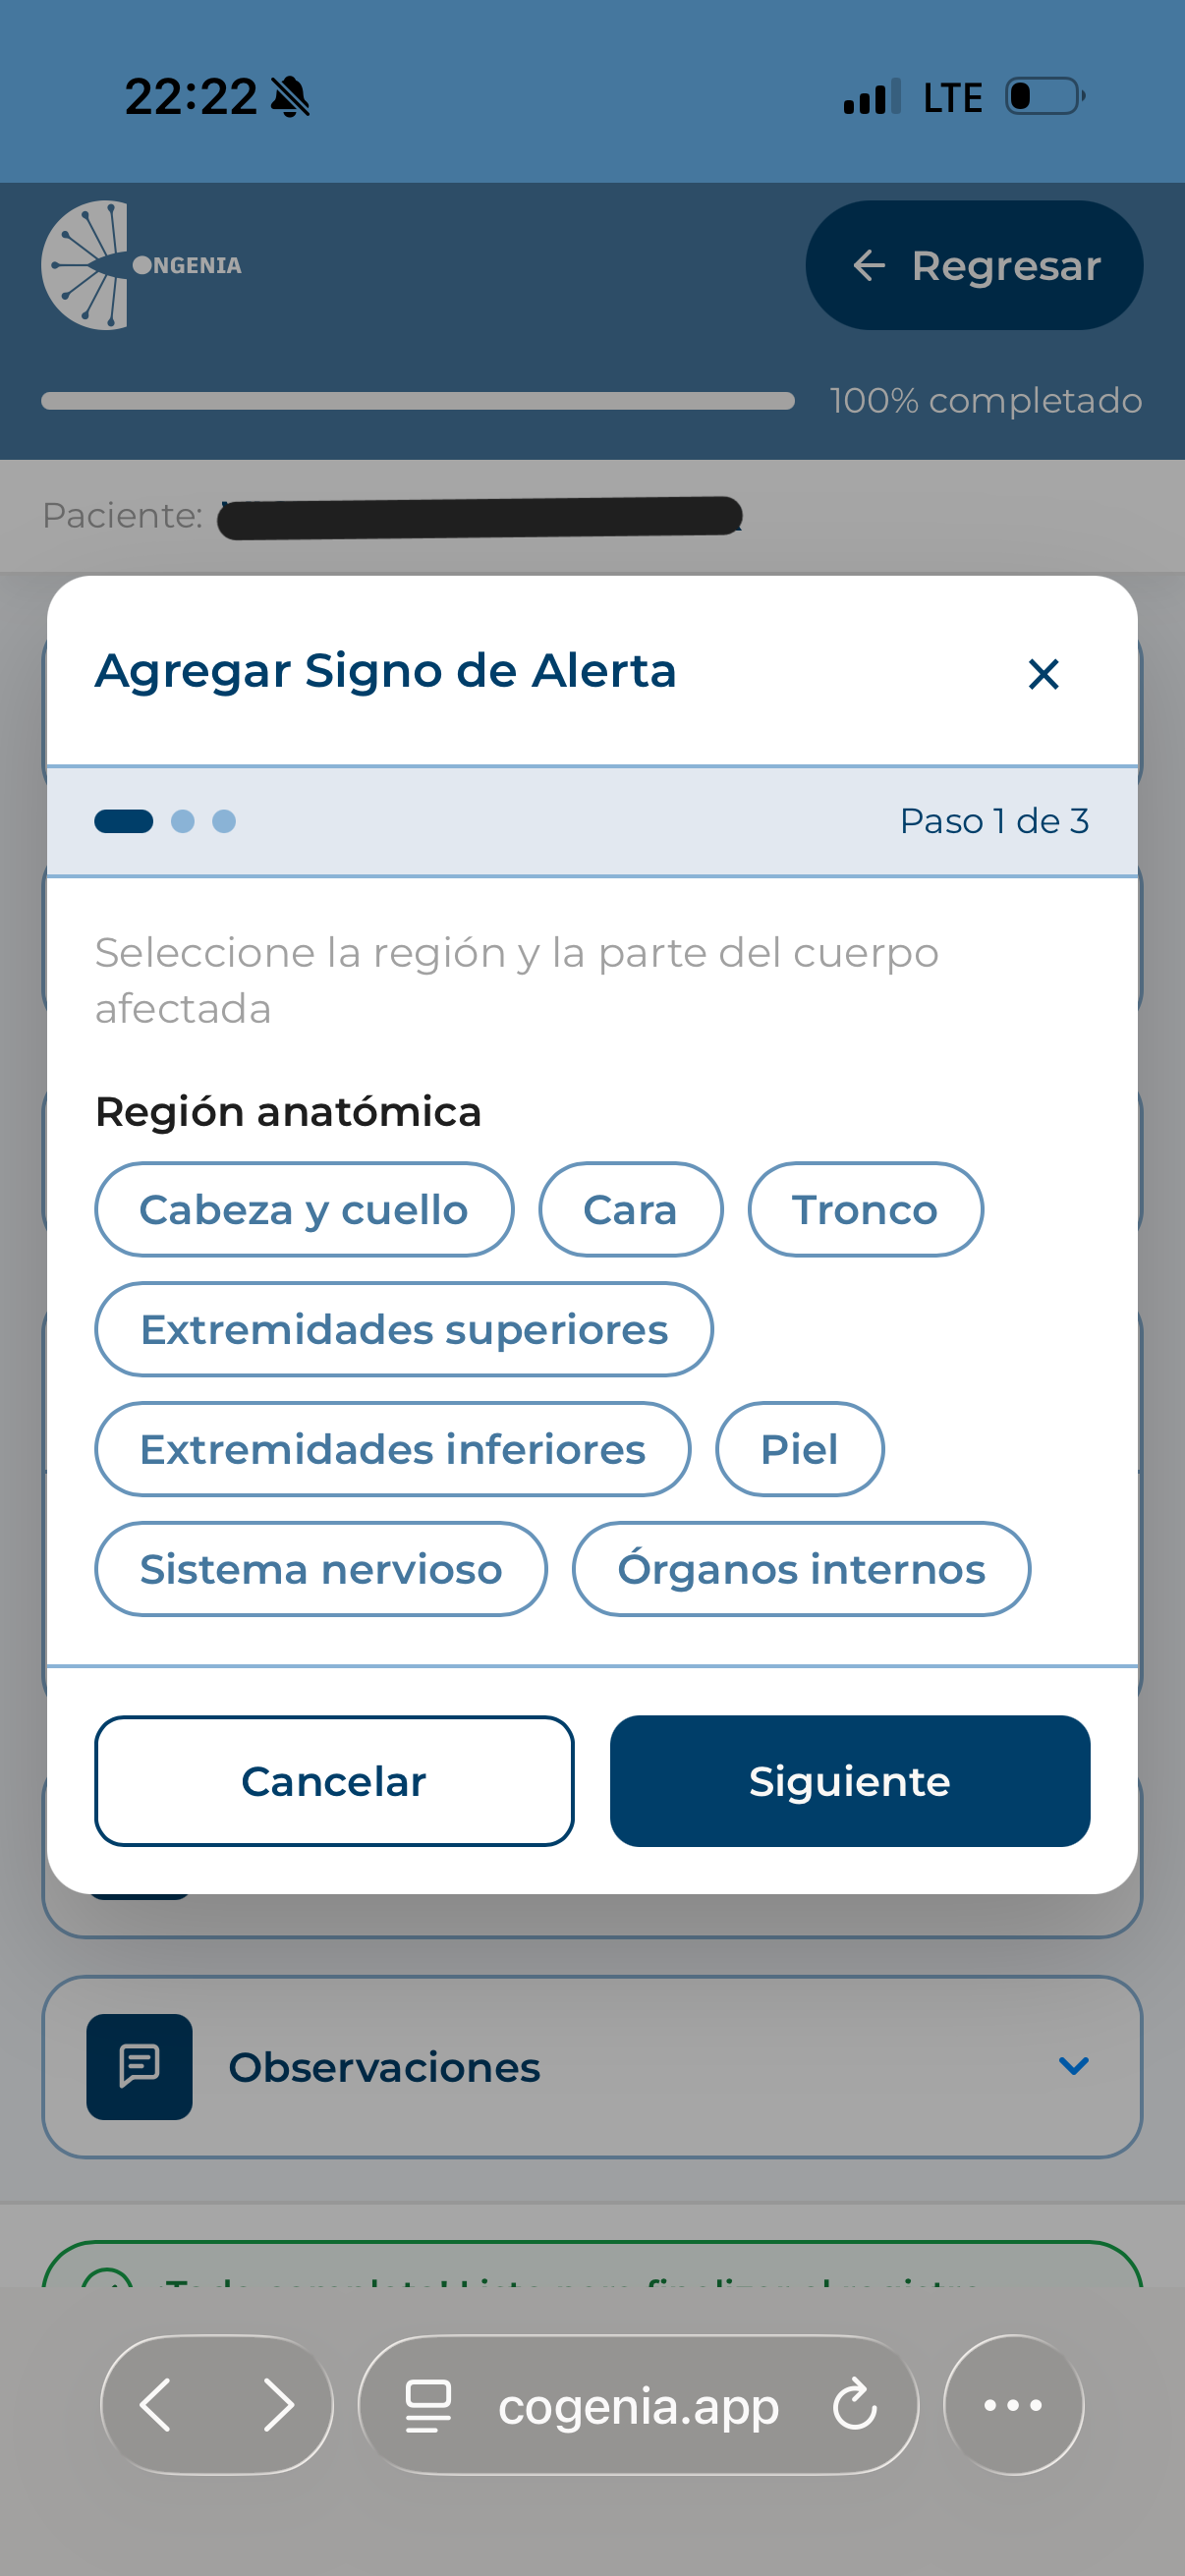 22:22
LTE
ONGENIA
← Regresar
100% completado
Paciente:
Agregar Signo de Alerta
Paso 1 de 3
Seleccione la región y la parte del cuerpo
afectada
Región anatómica
Cabeza y cuello
Cara
Tronco
Extremidades superiores
Extremidades inferiores
Piel
Sistema nervioso
Órganos internos
Cancelar
Siguiente
Observaciones
cogenia.app